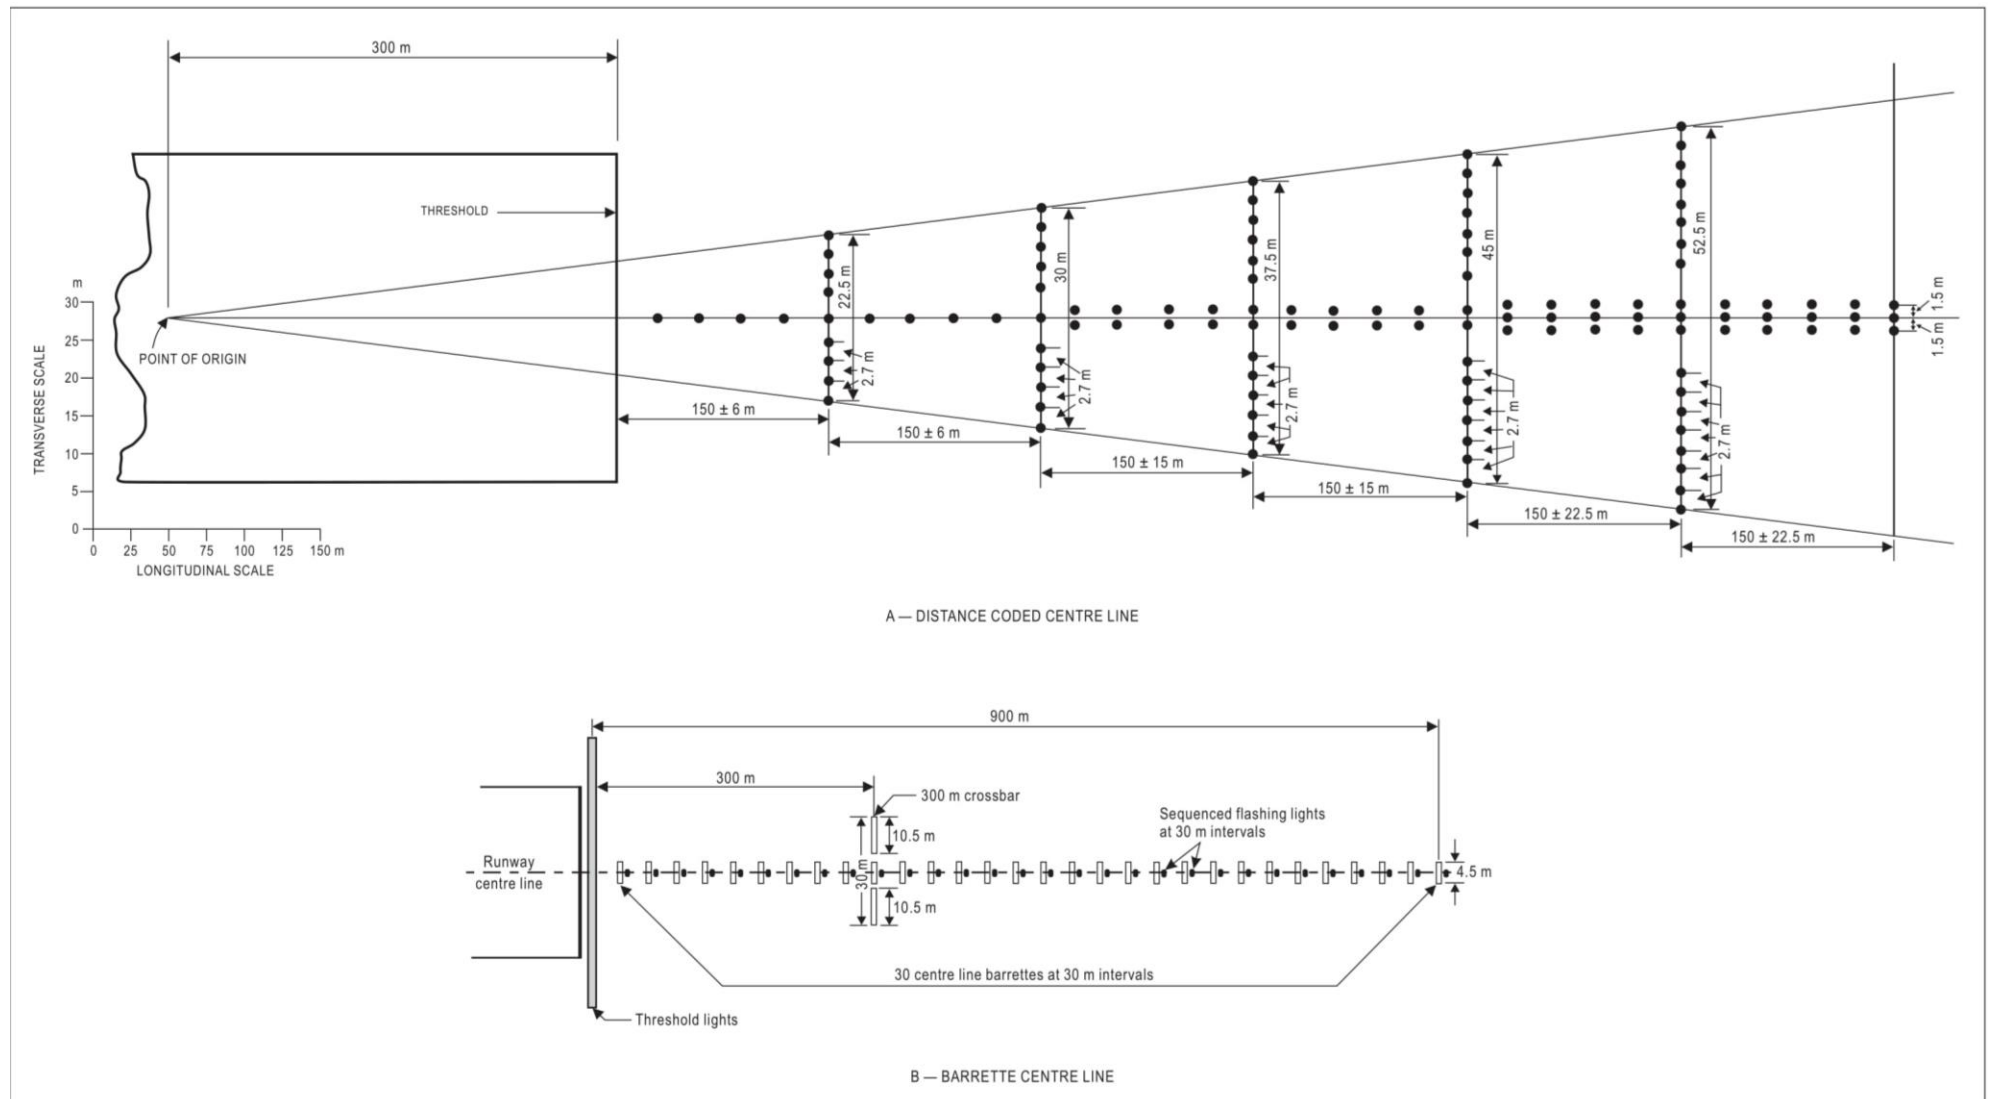 300 m
THRESHOLD
POINT OF ORIGIN
m
30
25
20
15
10
5
0
TRANSVERSE SCALE
0 25 50 75 100 125 150 m
LONGITUDINAL SCALE
22.5 m
2.7 m
30 m
2.7 m
37.5 m
2.7 m
45 m
2.7 m
52.5 m
2.7 m
1.5 m
1.5 m
150 ± 6 m
150 ± 6 m
150 ± 15 m
150 ± 15 m
150 ± 22.5 m
150 ± 22.5 m
A — DISTANCE CODED CENTRE LINE
900 m
300 m
300 m crossbar
10.5 m
30 m
10.5 m
Sequenced flashing lights
at 30 m intervals
Runway
centre line
4.5 m
30 centre line barrettes at 30 m intervals
Threshold lights
B — BARRETTE CENTRE LINE